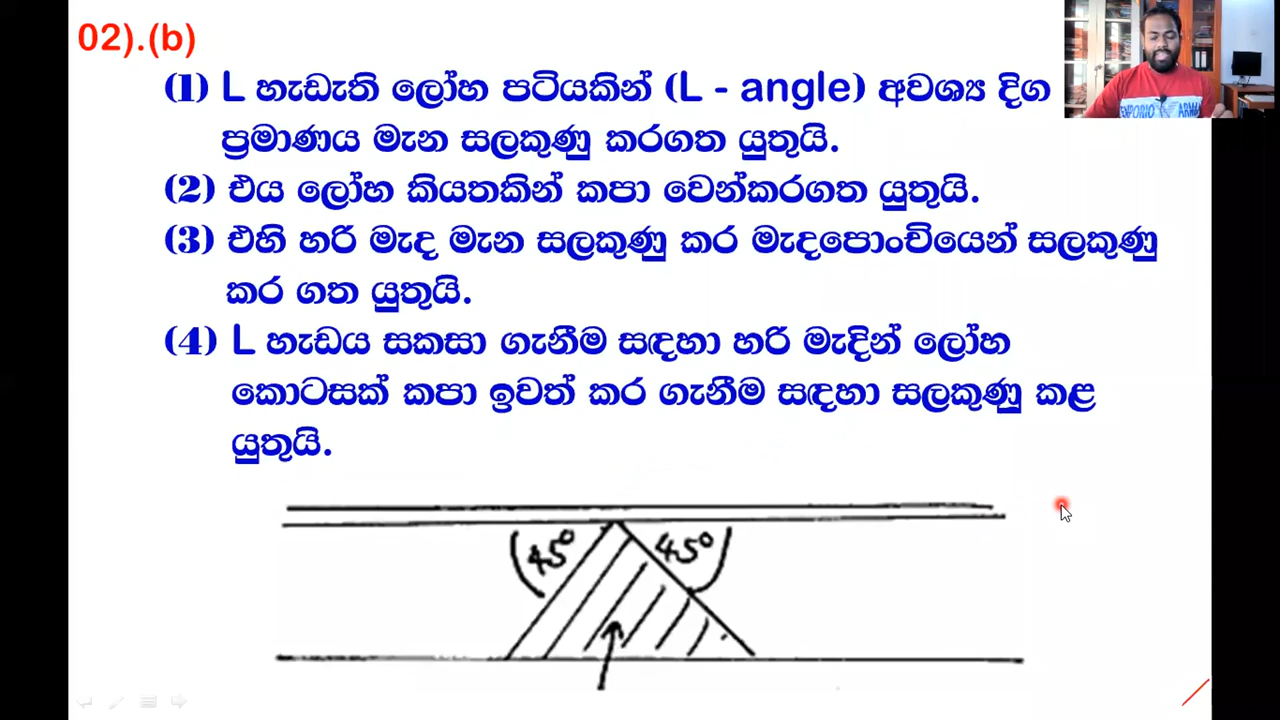 02).(b)
(1) L හැඩැති ලෝහ පටියකින් (L - angle) අවශ්‍ය දිග
ප්‍රමාණය මැන සලකුණු කරගත යුතුයි.
(2) එය ලෝහ කියතකින් කපා වෙන්කරගත යුතුයි.
(3) එහි හරි මැද මැන සලකුණු කර මැදපොංචියෙන් සලකුණු
කර ගත යුතුයි.
(4) L හැඩය සකසා ගැනීම සඳහා හරි මැදින් ලෝහ
කොටසක් කපා ඉවත් කර ගැනීම සඳහා සලකුණු කළ
යුතුයි.
45° 45°
EMPORIO ARMA